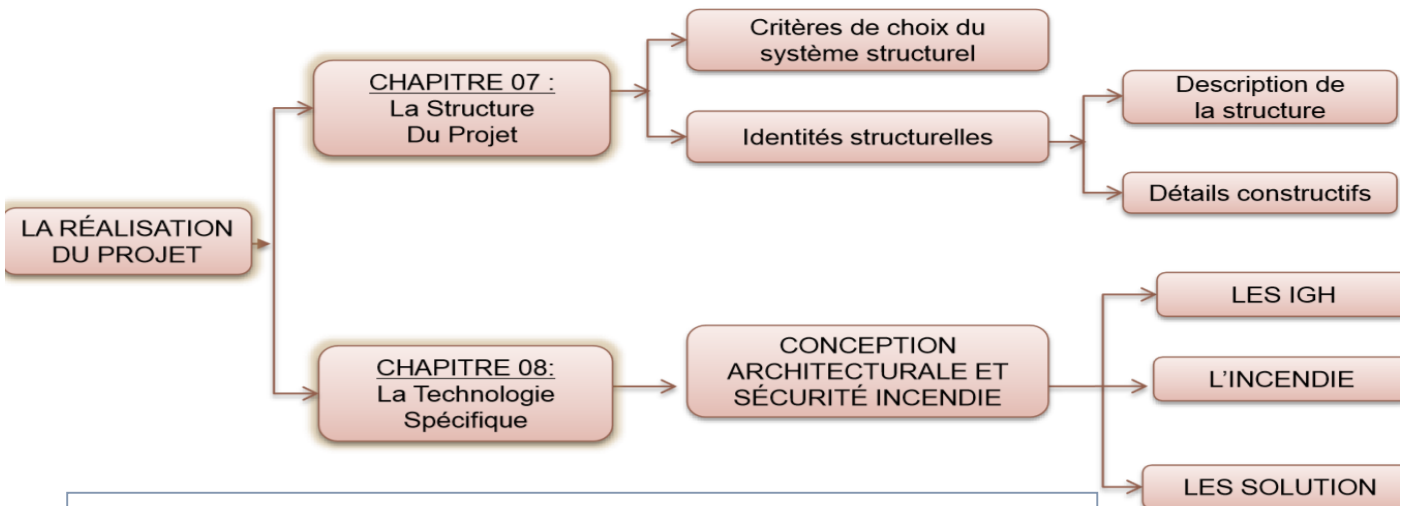 LA RÉALISATION
DU PROJET
CHAPITRE 07 :
La Structure
Du Projet
Critères de choix du
système structurel
Identités structurelles
Description de
la structure
Détails constructifs
CHAPITRE 08:
La Technologie
Spécifique
CONCEPTION
ARCHITECTURALE ET
SÉCURITÉ INCENDIE
LES IGH
L'INCENDIE
LES SOLUTION